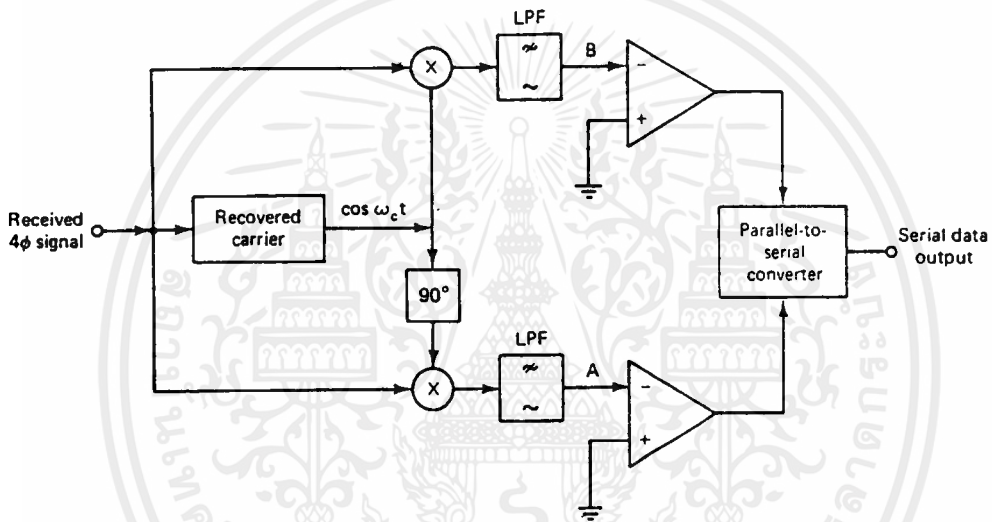 LPF
B
X
−
+
Received
4ϕ signal
Recovered
carrier
cos ω_c t
90°
Parallel-to-
serial
converter
Serial data
output
LPF
A
X
−
+